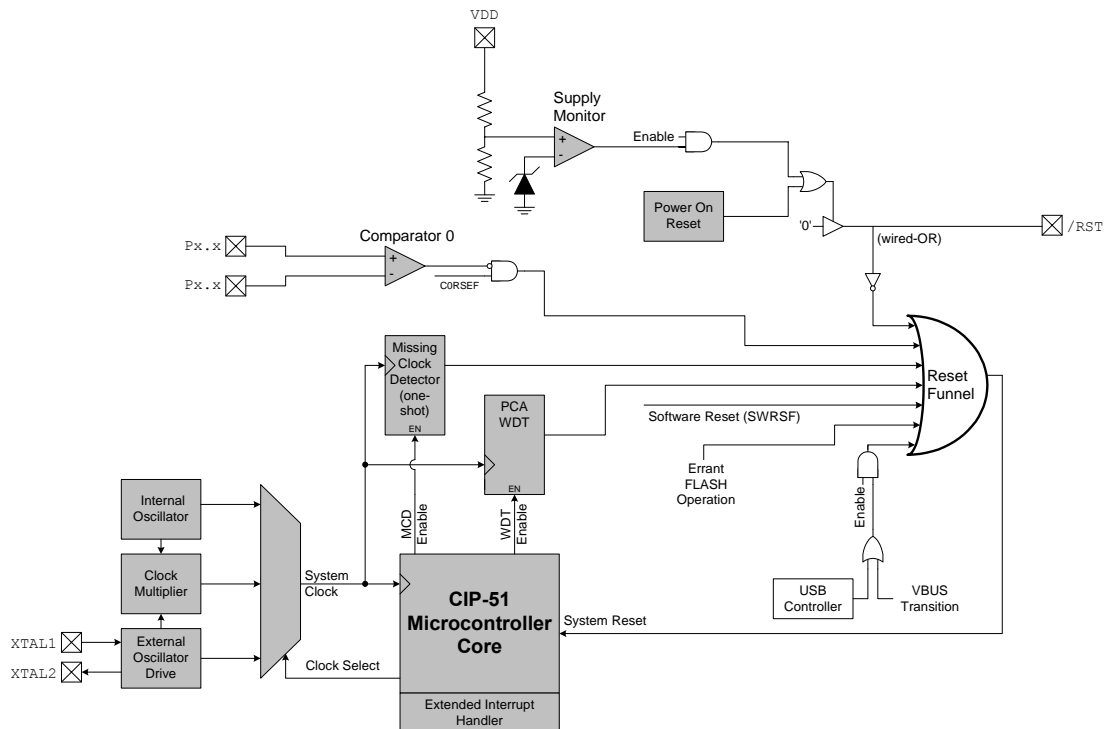 VDD
Supply
Monitor
+
-
Enable
Power On
Reset
'0'
/RST
(wired-OR)
Px.x
Px.x
Comparator 0
+
-
C0RSEF
Missing
Clock
Detector
(one-
shot)
EN
PCA
WDT
EN
Reset
Funnel
Software Reset (SWRSF)
Errant
FLASH
Operation
Enable
USB
Controller
VBUS
Transition
MCD
Enable
WDT
Enable
Internal
Oscillator
Clock
Multiplier
External
Oscillator
Drive
XTAL1
XTAL2
System
Clock
Clock Select
CIP-51
Microcontroller
Core
System Reset
Extended Interrupt
Handler